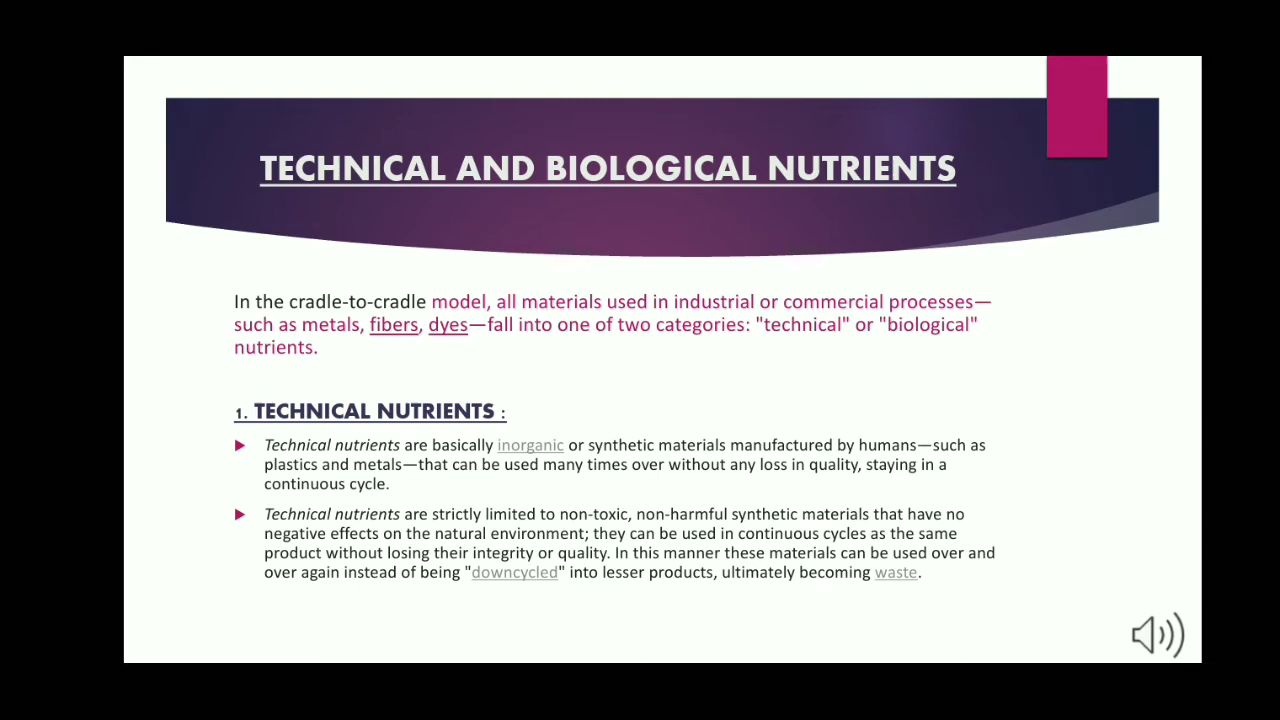 TECHNICAL AND BIOLOGICAL NUTRIENTS
In the cradle-to-cradle model, all materials used in industrial or commercial processes—
such as metals, fibers, dyes—fall into one of two categories: "technical" or "biological"
nutrients.
1. TECHNICAL NUTRIENTS :
Technical nutrients are basically inorganic or synthetic materials manufactured by humans—such as
plastics and metals—that can be used many times over without any loss in quality, staying in a
continuous cycle.
Technical nutrients are strictly limited to non-toxic, non-harmful synthetic materials that have no
negative effects on the natural environment; they can be used in continuous cycles as the same
product without losing their integrity or quality. In this manner these materials can be used over and
over again instead of being "downcycled" into lesser products, ultimately becoming waste.